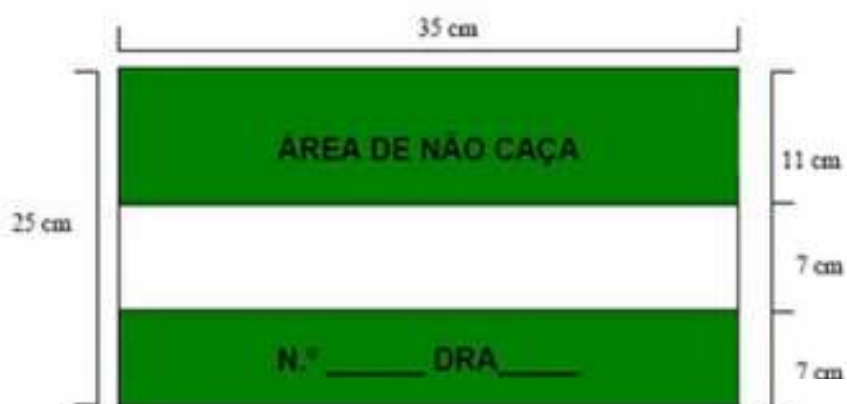 35 cm
ÁREA DE NÃO CAÇA
11 cm
25 cm
7 cm
N.º ______ DRA_____
7 cm